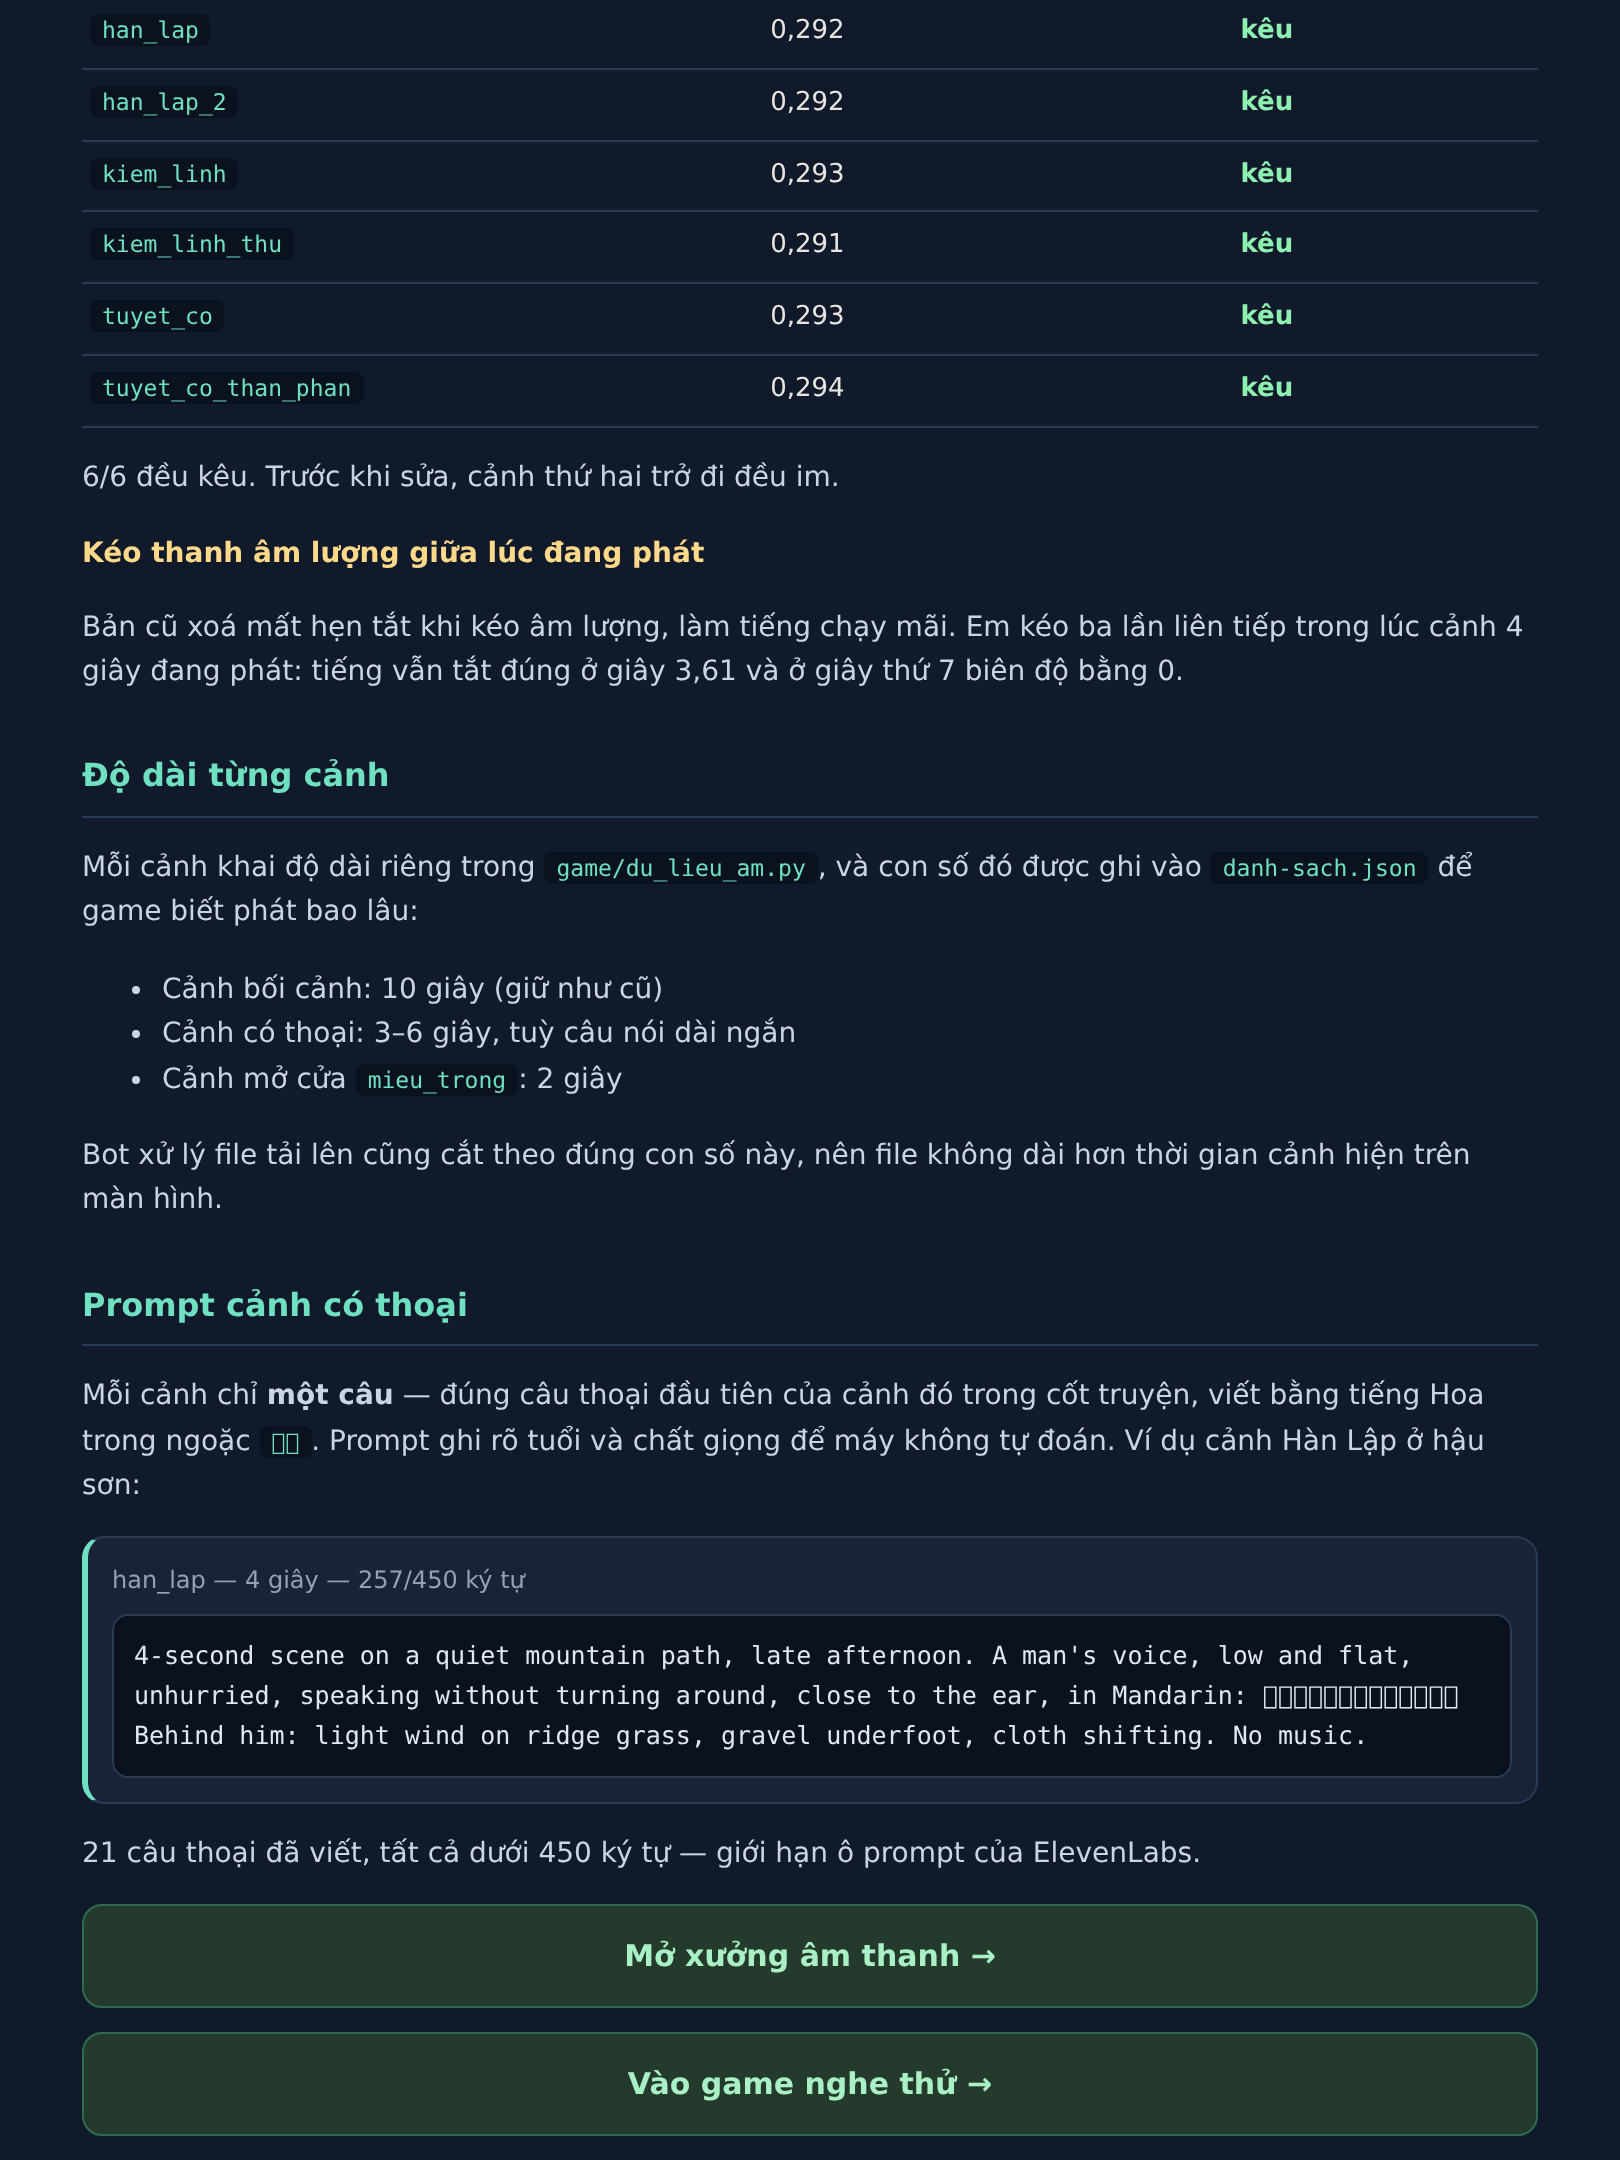 han_lap 0,292 kêu
han_lap_2 0,292 kêu
kiem_linh 0,293 kêu
kiem_linh_thu 0,291 kêu
tuyet_co 0,293 kêu
tuyet_co_than_phan 0,294 kêu
6/6 đều kêu. Trước khi sửa, cảnh thứ hai trở đi đều im.
Kéo thanh âm lượng giữa lúc đang phát
Bản cũ xoá mất hẹn tắt khi kéo âm lượng, làm tiếng chạy mãi. Em kéo ba lần liên tiếp trong lúc cảnh 4
giây đang phát: tiếng vẫn tắt đúng ở giây 3,61 và ở giây thứ 7 biên độ bằng 0.
Độ dài từng cảnh
Mỗi cảnh khai độ dài riêng trong game/du_lieu_am.py, và con số đó được ghi vào danh-sach.json để
game biết phát bao lâu:
• Cảnh bối cảnh: 10 giây (giữ như cũ)
• Cảnh có thoại: 3–6 giây, tuỳ câu nói dài ngắn
• Cảnh mở cửa mieu_trong: 2 giây
Bot xử lý file tải lên cũng cắt theo đúng con số này, nên file không dài hơn thời gian cảnh hiện trên
màn hình.
Prompt cảnh có thoại
Mỗi cảnh chỉ một câu — đúng câu thoại đầu tiên của cảnh đó trong cốt truyện, viết bằng tiếng Hoa
trong ngoặc . Prompt ghi rõ tuổi và chất giọng để máy không tự đoán. Ví dụ cảnh Hàn Lập ở hậu
sơn:
han_lap — 4 giây — 257/450 ký tự
4-second scene on a quiet mountain path, late afternoon. A man's voice, low and flat,
unhurried, speaking without turning around, close to the ear, in Mandarin:
Behind him: light wind on ridge grass, gravel underfoot, cloth shifting. No music.
21 câu thoại đã viết, tất cả dưới 450 ký tự — giới hạn ô prompt của ElevenLabs.
Mở xưởng âm thanh →
Vào game nghe thử →